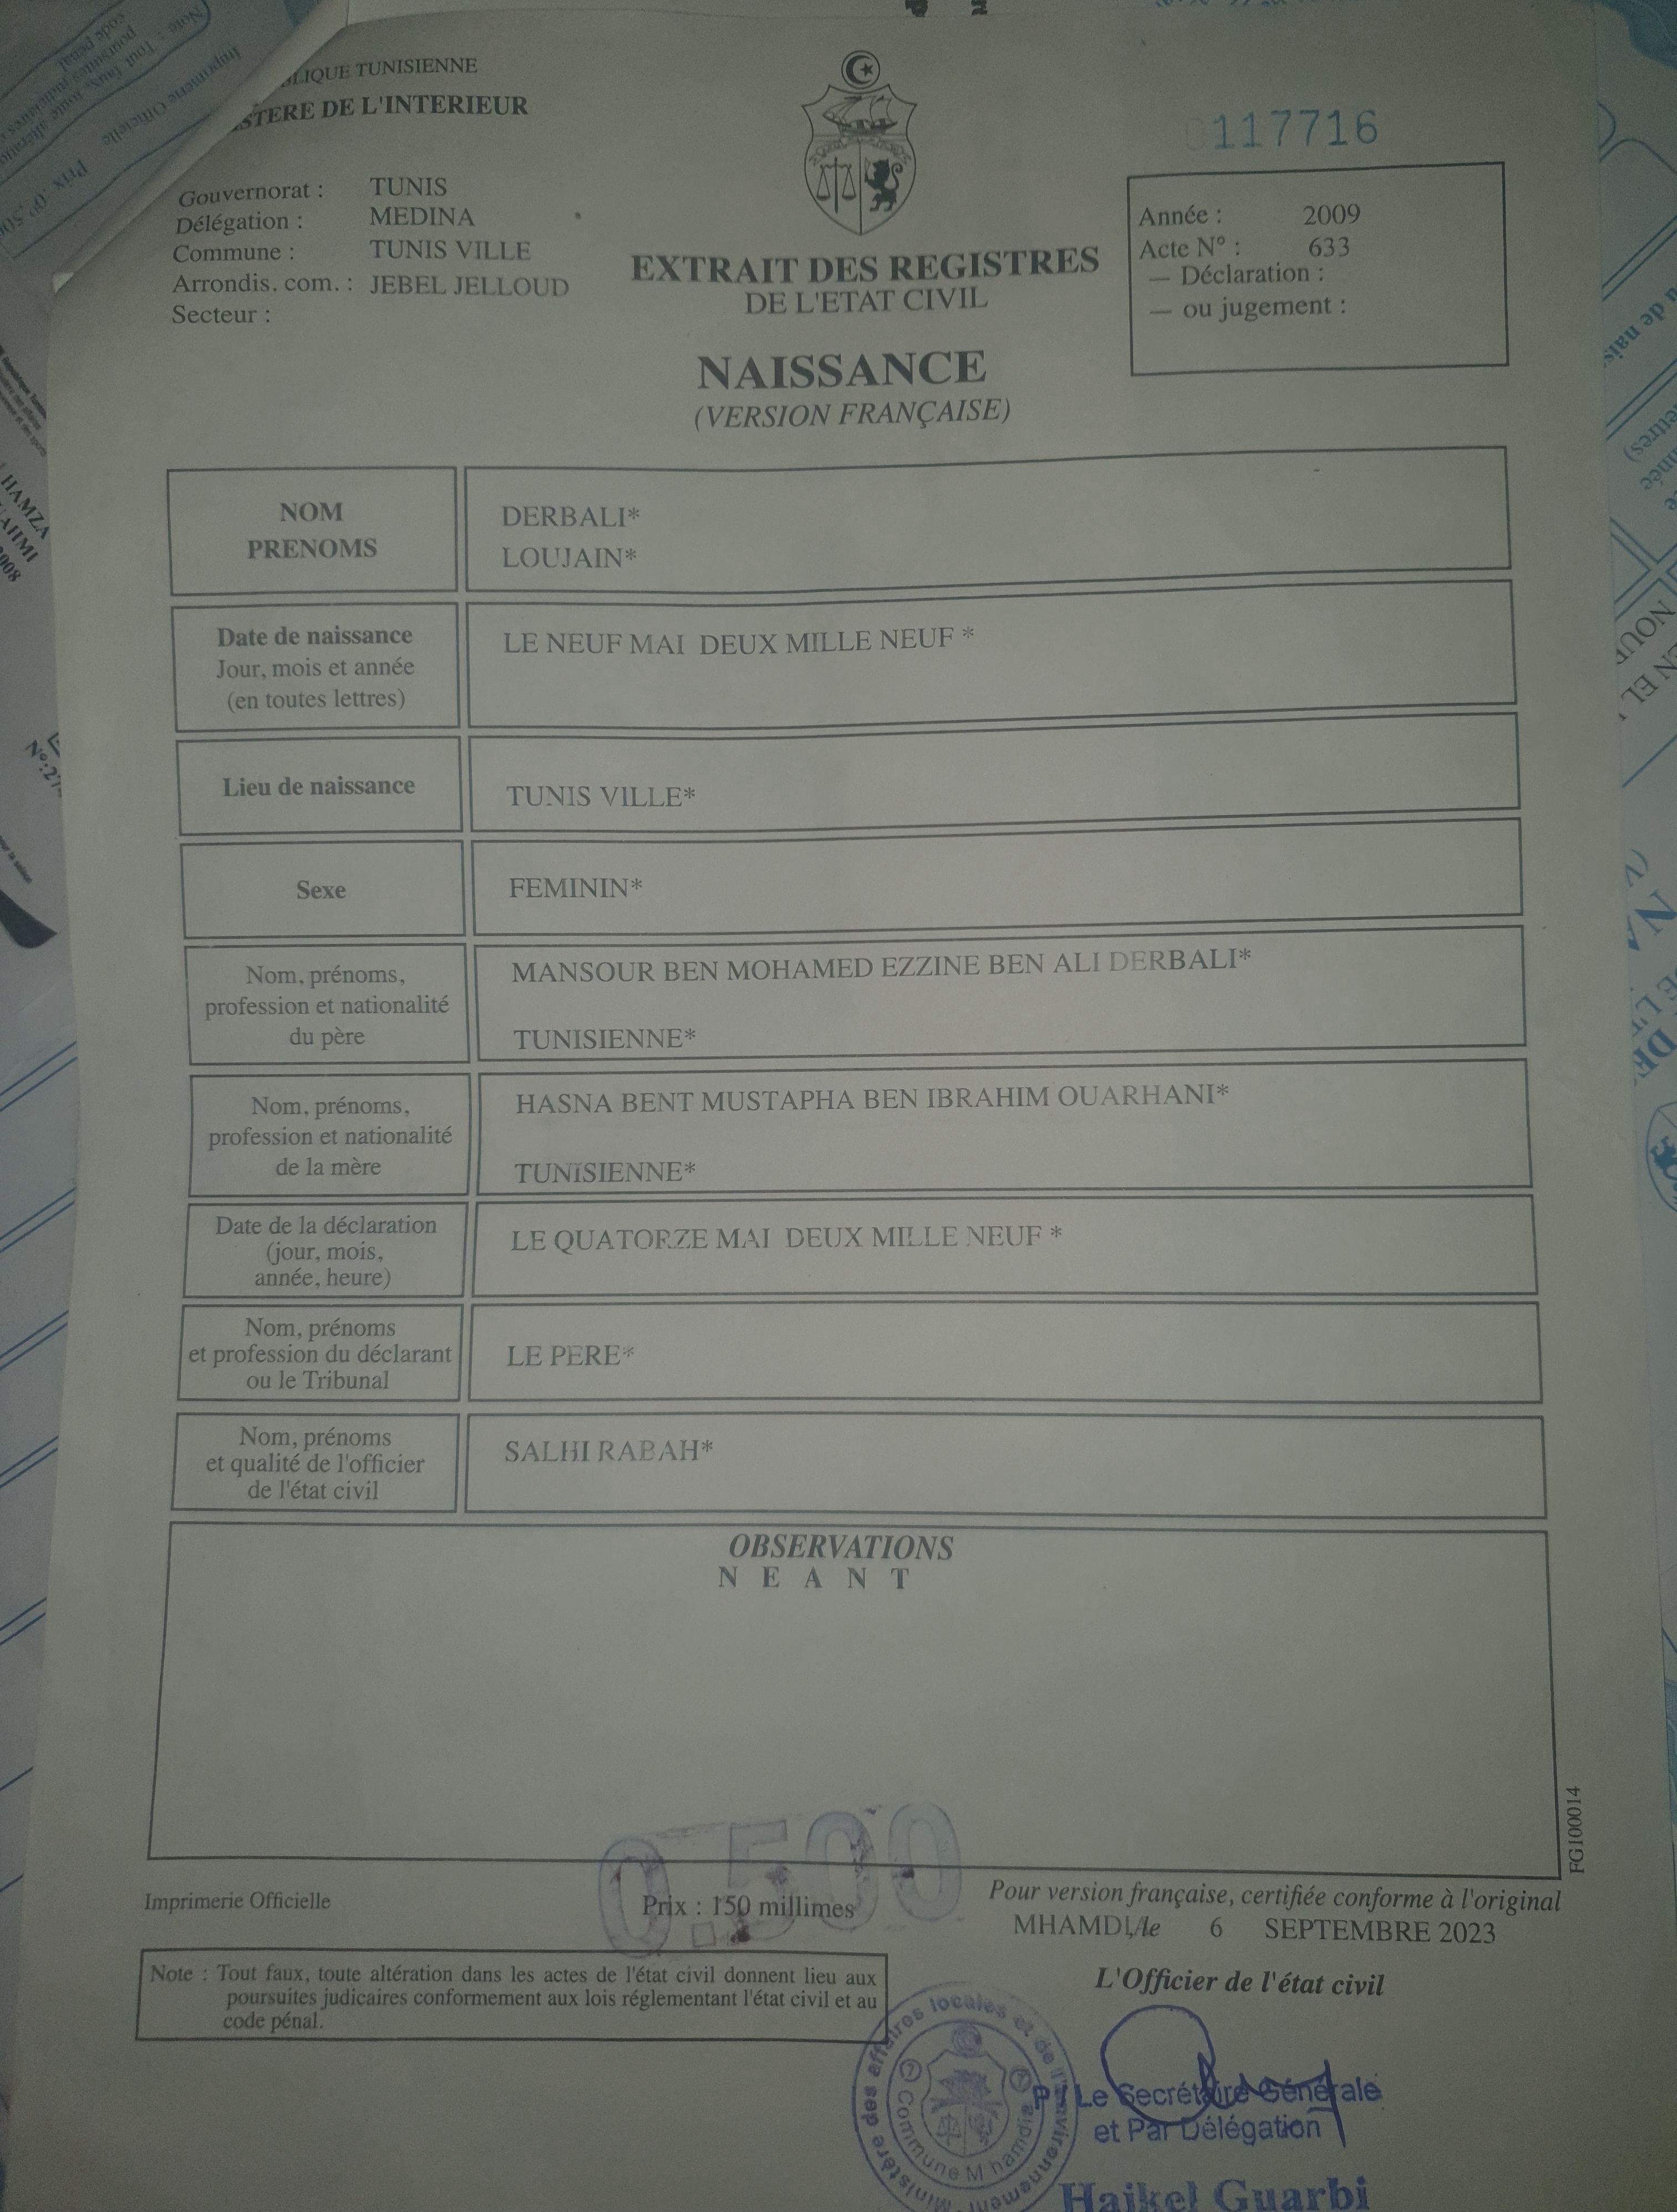 TUNISIENNE
DE L'INTERIEUR
0117716
Gouvernorat : TUNIS
Délégation : MEDINA
Commune : TUNIS VILLE
Arrondis. com. : JEBEL JELLOUD
Secteur :
Année : 2009
Acte N° : 633
— Déclaration :
— ou jugement :
EXTRAIT DES REGISTRES
DE L'ETAT CIVIL
NAISSANCE
(VERSION FRANÇAISE)
NOM
PRENOMS
DERBALI*
LOUJAIN*
Date de naissance
Jour, mois et année
(en toutes lettres)
LE NEUF MAI DEUX MILLE NEUF *
Lieu de naissance
TUNIS VILLE*
Sexe
FEMININ*
Nom, prénoms,
profession et nationalité
du père
MANSOUR BEN MOHAMED EZZINE BEN ALI DERBALI*
TUNISIENNE*
Nom, prénoms,
profession et nationalité
de la mère
HASNA BENT MUSTAPHA BEN IBRAHIM OUARHANI*
TUNISIENNE*
Date de la déclaration
(jour, mois,
année, heure)
LE QUATORZE MAI DEUX MILLE NEUF *
Nom, prénoms
et profession du déclarant
ou le Tribunal
LE PERE*
Nom, prénoms
et qualité de l'officier
de l'état civil
SALHI RABAH*
OBSERVATIONS
N E A N T
FG100014
0.500
Imprimerie Officielle
Prix : 150 millimes
Pour version française, certifiée conforme à l'original
MHAMDI, le 6 SEPTEMBRE 2023
Note : Tout faux, toute altération dans les actes de l'état civil donnent lieu aux
poursuites judicaires conformement aux lois réglementant l'état civil et au
code pénal.
L'Officier de l'état civil
Ministère des affaires locales et de l'environnement
Commune M'hamdia
P / Le Secrétaire Générale
et Par Délégation
Haikel Guarbi